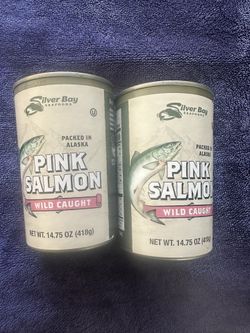 Silver Bay
SEAFOODS
U
PACKED IN
ALASKA
PINK
SALMON
WILD CAUGHT
NET WT. 14.75 OZ (418g)
Silver Bay
SEAFOODS
PACKED IN
ALASKA
PINK
SALMON
WILD CAUGHT
NET WT. 14.75 OZ (418g)